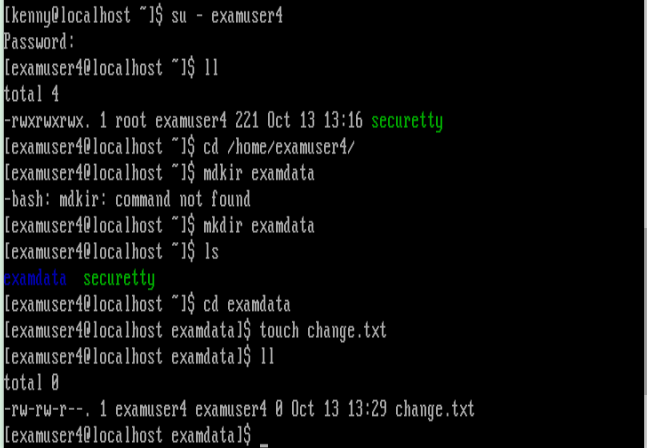 [kenny@localhost ~]$ su - examuser4
Password:
[examuser4@localhost ~]$ ll
total 4
-rwxrwxrwx. 1 root examuser4 221 Oct 13 13:16 securetty
[examuser4@localhost ~]$ cd /home/examuser4/
[examuser4@localhost ~]$ mdkir examdata
-bash: mdkir: command not found
[examuser4@localhost ~]$ mkdir examdata
[examuser4@localhost ~]$ ls
examdata  securetty
[examuser4@localhost ~]$ cd examdata
[examuser4@localhost examdata]$ touch change.txt
[examuser4@localhost examdata]$ ll
total 0
-rw-rw-r--. 1 examuser4 examuser4 0 Oct 13 13:29 change.txt
[examuser4@localhost examdata]$ _